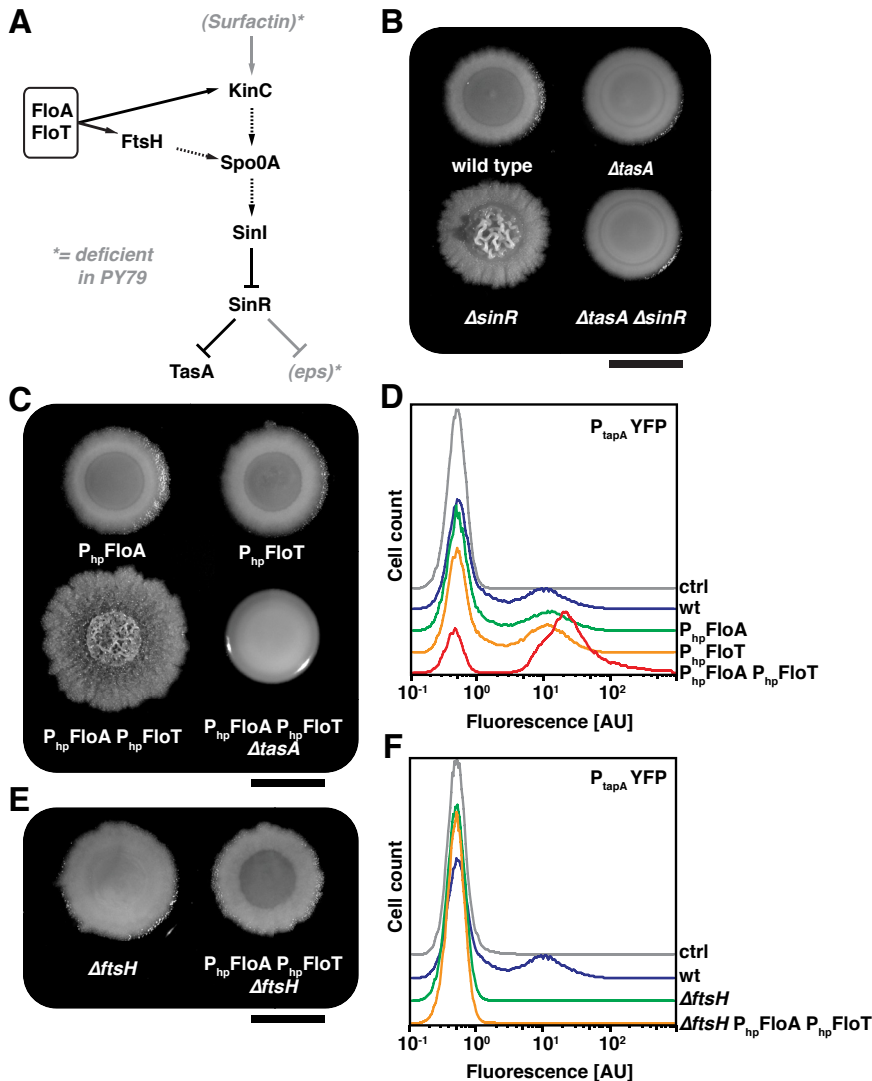 A
(Surfactin)*
KinC
FloA
FloT
FtsH
Spo0A
SinI
*= deficient
in PY79
SinR
TasA
(eps)*
B
wild type
ΔtasA
ΔsinR
ΔtasA ΔsinR
C
PhpFloA
PhpFloT
PhpFloA PhpFloT
PhpFloA PhpFloT
ΔtasA
D
PtapA YFP
Cell count
ctrl
wt
PhpFloA
PhpFloT
PhpFloA PhpFloT
10-1
100
101
102
Fluorescence [AU]
E
ΔftsH
PhpFloA PhpFloT
ΔftsH
F
PtapA YFP
Cell count
ctrl
wt
ΔftsH
ΔftsH PhpFloA PhpFloT
10-1
100
101
102
Fluorescence [AU]